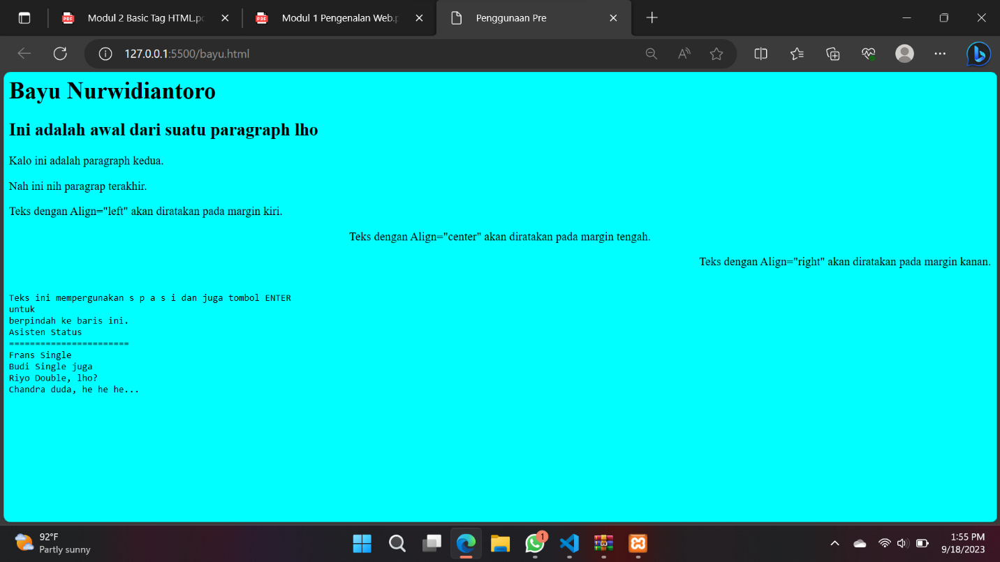 Modul 2 Basic Tag HTML.pd
Modul 1 Pengenalan Web.p
Penggunaan Pre
127.0.0.1:5500/bayu.html
Bayu Nurwidiantoro
Ini adalah awal dari suatu paragraph lho
Kalo ini adalah paragraph kedua.
Nah ini nih paragrap terakhir.
Teks dengan Align="left" akan diratakan pada margin kiri.
Teks dengan Align="center" akan diratakan pada margin tengah.
Teks dengan Align="right" akan diratakan pada margin kanan.
Teks ini mempergunakan s p a s i dan juga tombol ENTER
untuk
berpindah ke baris ini.
Asisten Status
=======================
Frans Single
Budi Single juga
Riyo Double, lho?
Chandra duda, he he he...
92°F
Partly sunny
1
1:55 PM
9/18/2023